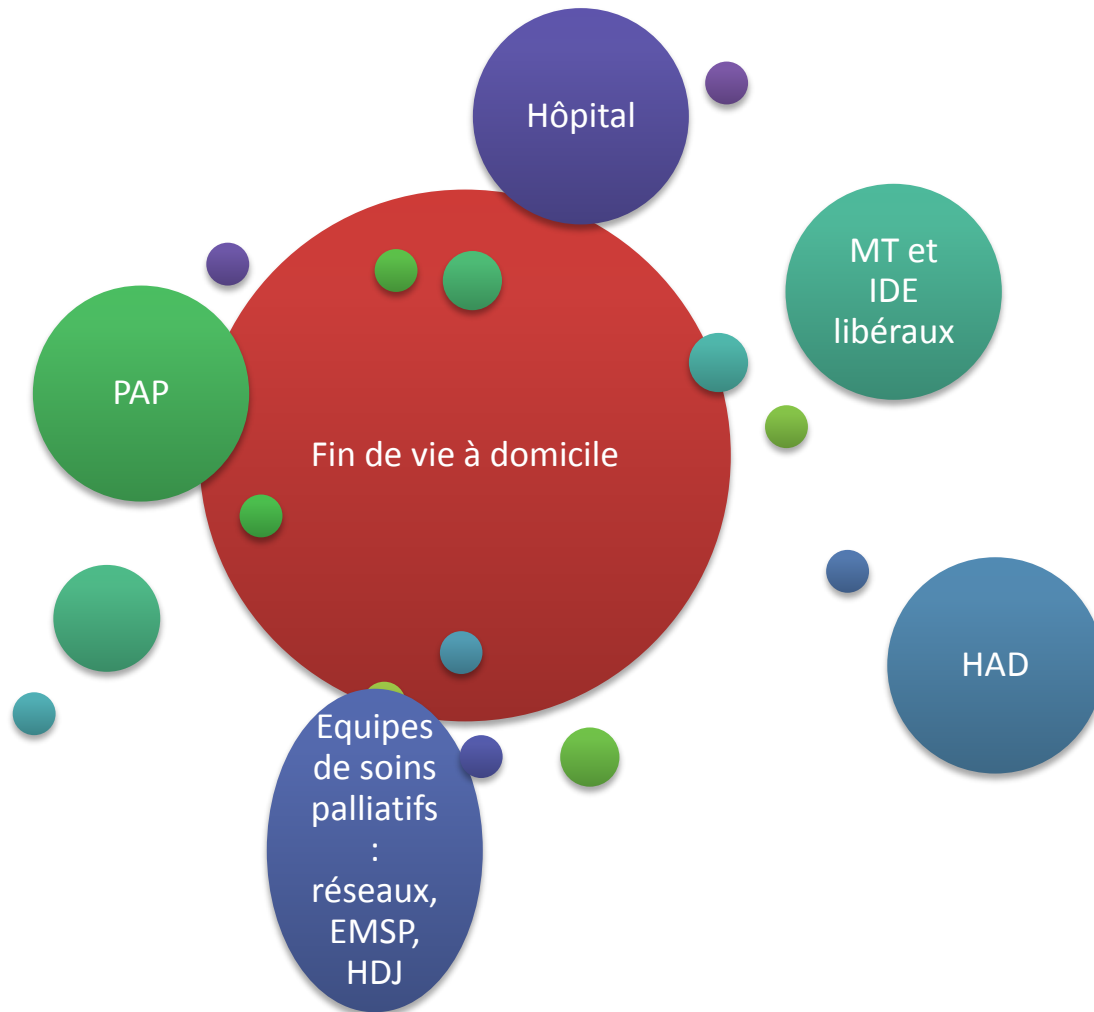 Hôpital
MT et
IDE
libéraux
PAP
Fin de vie à domicile
HAD
Equipes
de soins
palliatifs
:
réseaux,
EMSP,
HDJ